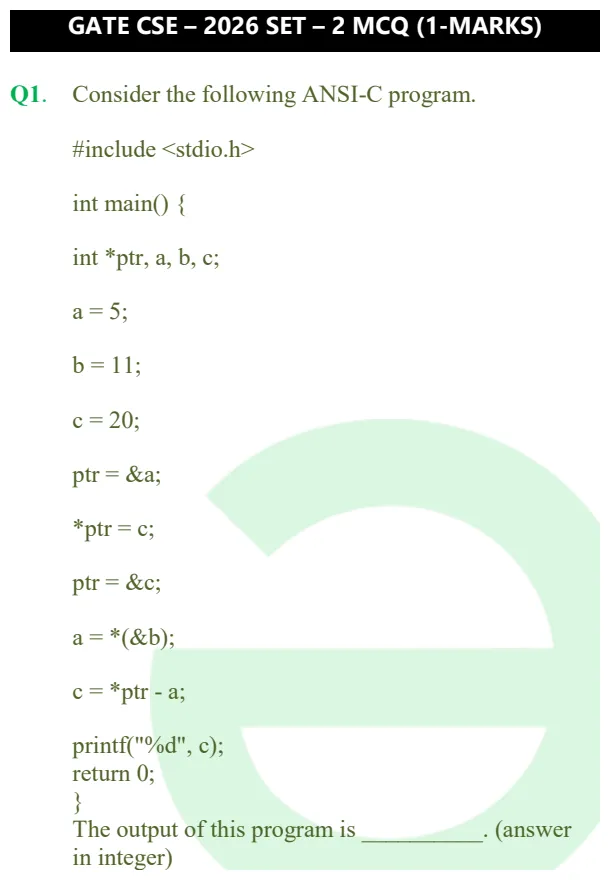 GATE CSE – 2026 SET – 2 MCQ (1-MARKS)
Q1. Consider the following ANSI-C program.
#include <stdio.h>
int main() {
int *ptr, a, b, c;
a = 5;
b = 11;
c = 20;
ptr = &a;
*ptr = c;
ptr = &c;
a = *(&b);
c = *ptr - a;
printf("%d", c);
return 0;
}
The output of this program is __________. (answer
in integer)